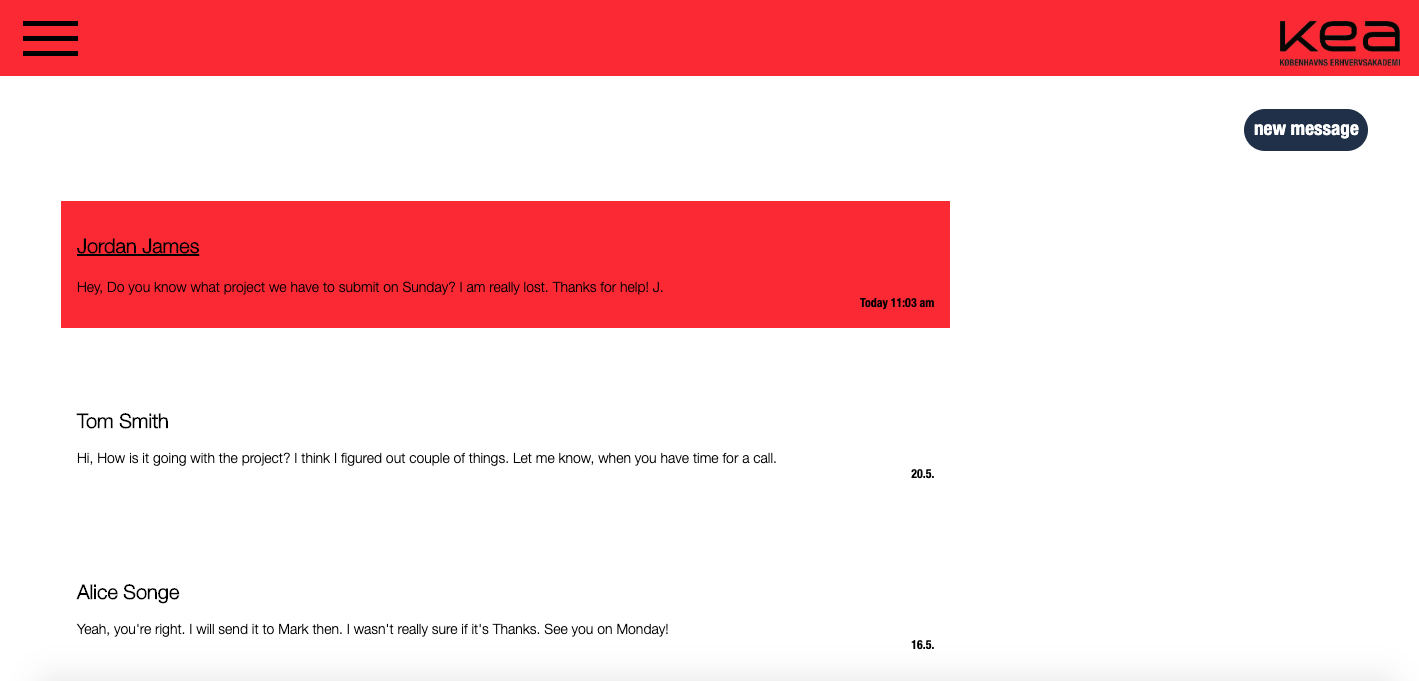 kea
KØBENHAVNS ERHVERVSAKADEMI
new message
Jordan James
Hey, Do you know what project we have to submit on Sunday? I am really lost. Thanks for help! J.
Today 11:03 am
Tom Smith
Hi, How is it going with the project? I think I figured out couple of things. Let me know, when you have time for a call.
20.5.
Alice Songe
Yeah, you're right. I will send it to Mark then. I wasn't really sure if it's Thanks. See you on Monday!
16.5.